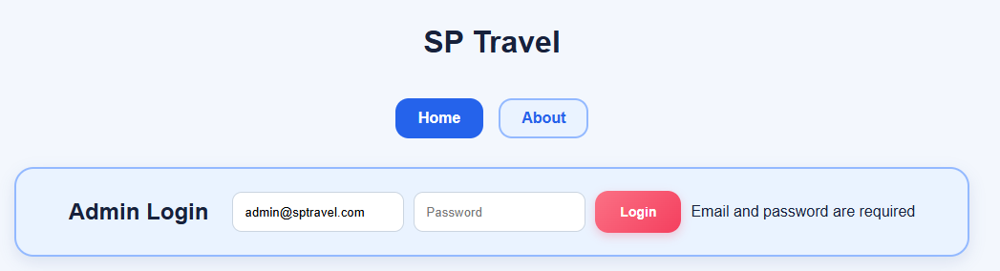 SP Travel
Home About
Admin Login admin@sptravel.com Password Login Email and password are required